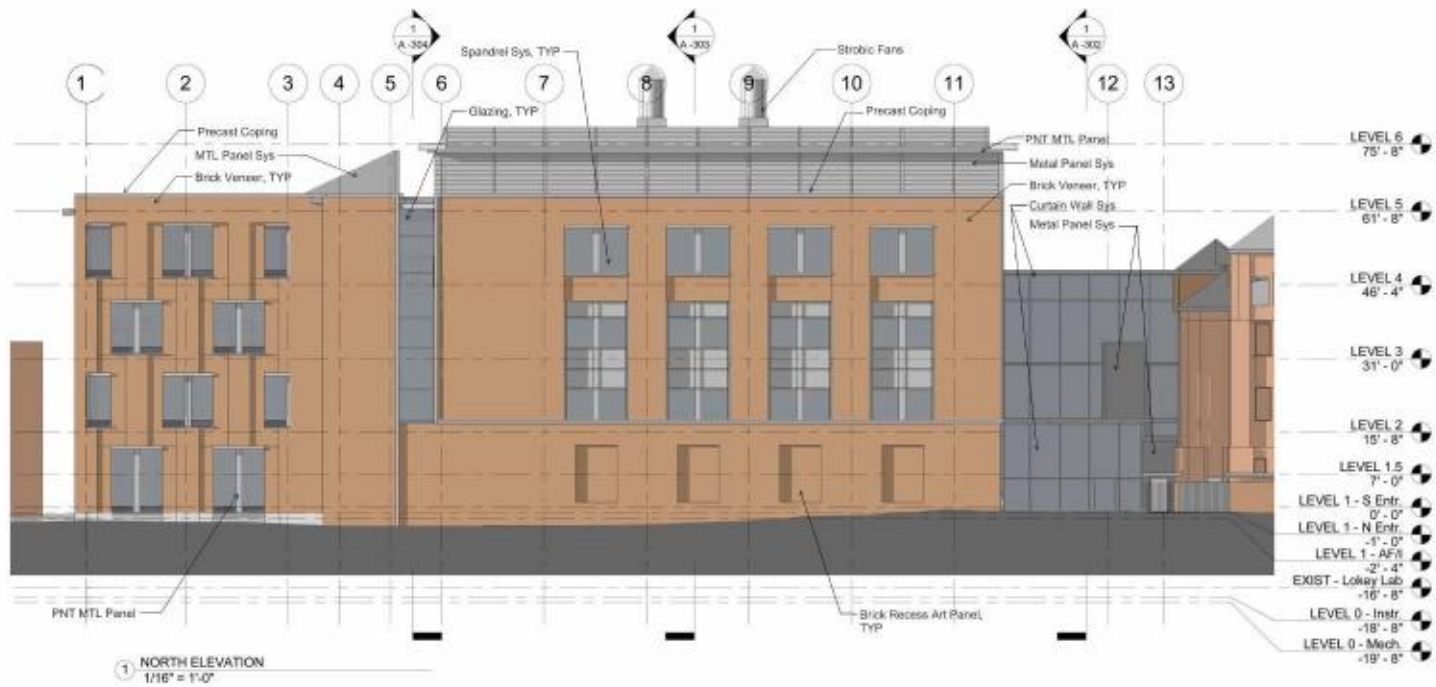 1
A -304
1
A -303
1
A -302
Spandrel Sys, TYP
Strobic Fans
1
2
3
4
5
6
7
8
9
10
11
12
13
Glazing, TYP
Precast Coping
Precast Coping
MTL Panel Sys
Brick Veneer, TYP
PNT MTL Panel
Metal Panel Sys
Brick Veneer, TYP
Curtain Wall Sys
Metal Panel Sys
LEVEL 6
75' - 8"
LEVEL 5
61' - 8"
LEVEL 4
46' - 4"
LEVEL 3
31' - 0"
LEVEL 2
15' - 8"
LEVEL 1.5
7' - 0"
LEVEL 1 - S Entr.
0' - 0"
LEVEL 1 - N Entr.
-1' - 0"
LEVEL 1 - AF/I
-2' - 4"
EXIST - Lokey Lab
-16' - 8"
LEVEL 0 - Instr.
-18' - 8"
LEVEL 0 - Mech.
-19' - 8"
PNT MTL Panel
Brick Recess Art Panel,
TYP
1 NORTH ELEVATION
1/16" = 1'-0"